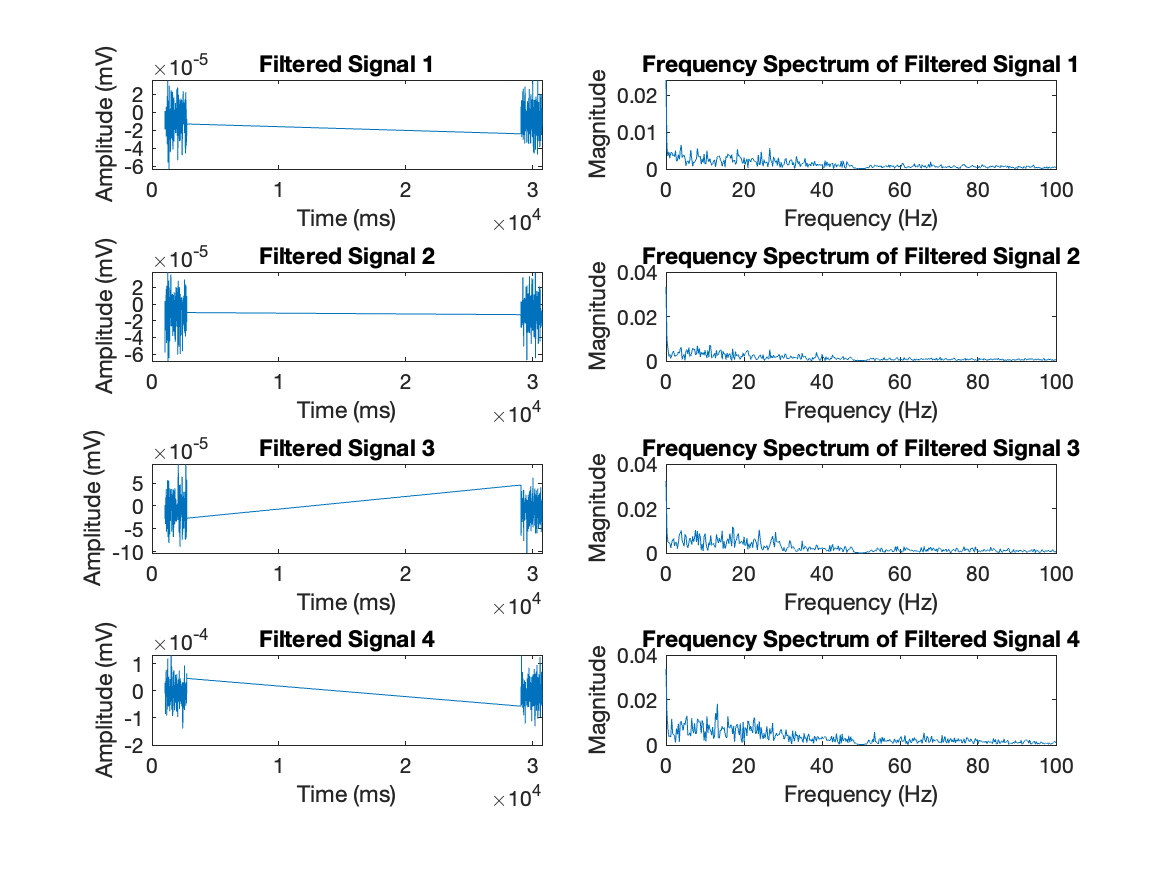 ×10-5
Filtered Signal 1
Amplitude (mV)
2
0
-2
-4
-6
0 1 2 3
Time (ms)
×104
Frequency Spectrum of Filtered Signal 1
Magnitude
0.02
0.01
0
0 20 40 60 80 100
Frequency (Hz)
×10-5
Filtered Signal 2
Amplitude (mV)
2
0
-2
-4
-6
0 1 2 3
Time (ms)
×104
Frequency Spectrum of Filtered Signal 2
Magnitude
0.04
0.02
0
0 20 40 60 80 100
Frequency (Hz)
×10-5
Filtered Signal 3
Amplitude (mV)
5
0
-5
-10
0 1 2 3
Time (ms)
×104
Frequency Spectrum of Filtered Signal 3
Magnitude
0.04
0.02
0
0 20 40 60 80 100
Frequency (Hz)
×10-4
Filtered Signal 4
Amplitude (mV)
1
0
-1
-2
0 1 2 3
Time (ms)
×104
Frequency Spectrum of Filtered Signal 4
Magnitude
0.04
0.02
0
0 20 40 60 80 100
Frequency (Hz)